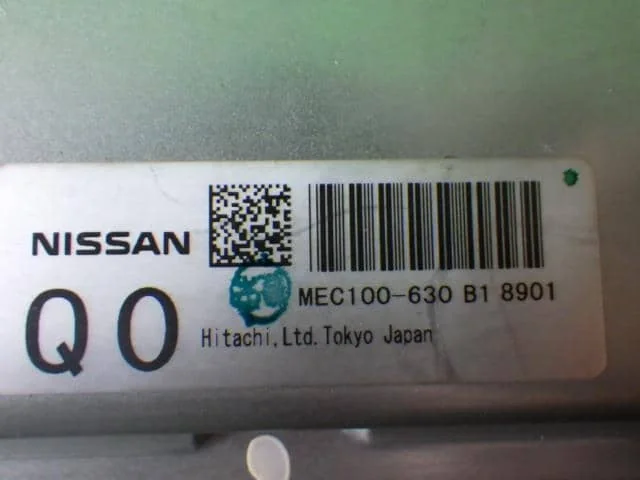 NISSAN
MEC100-630 B1 8901
Q0
Hitachi,Ltd.Tokyo Japan